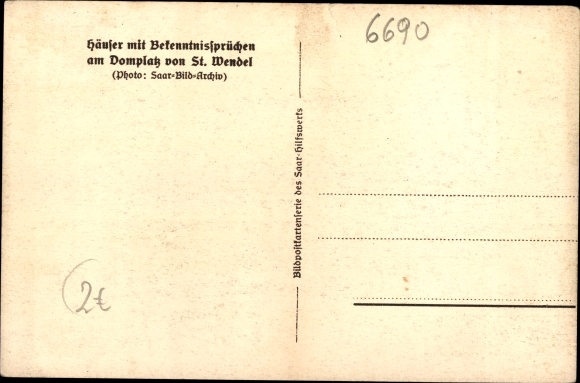 Häuser mit Bekenntnissprüchen
am Domplatz von St. Wendel
(Photo: Saar-Bild-Archiv)
6690
Bildpostkartenserie des Saar-Hilfswerks
2€